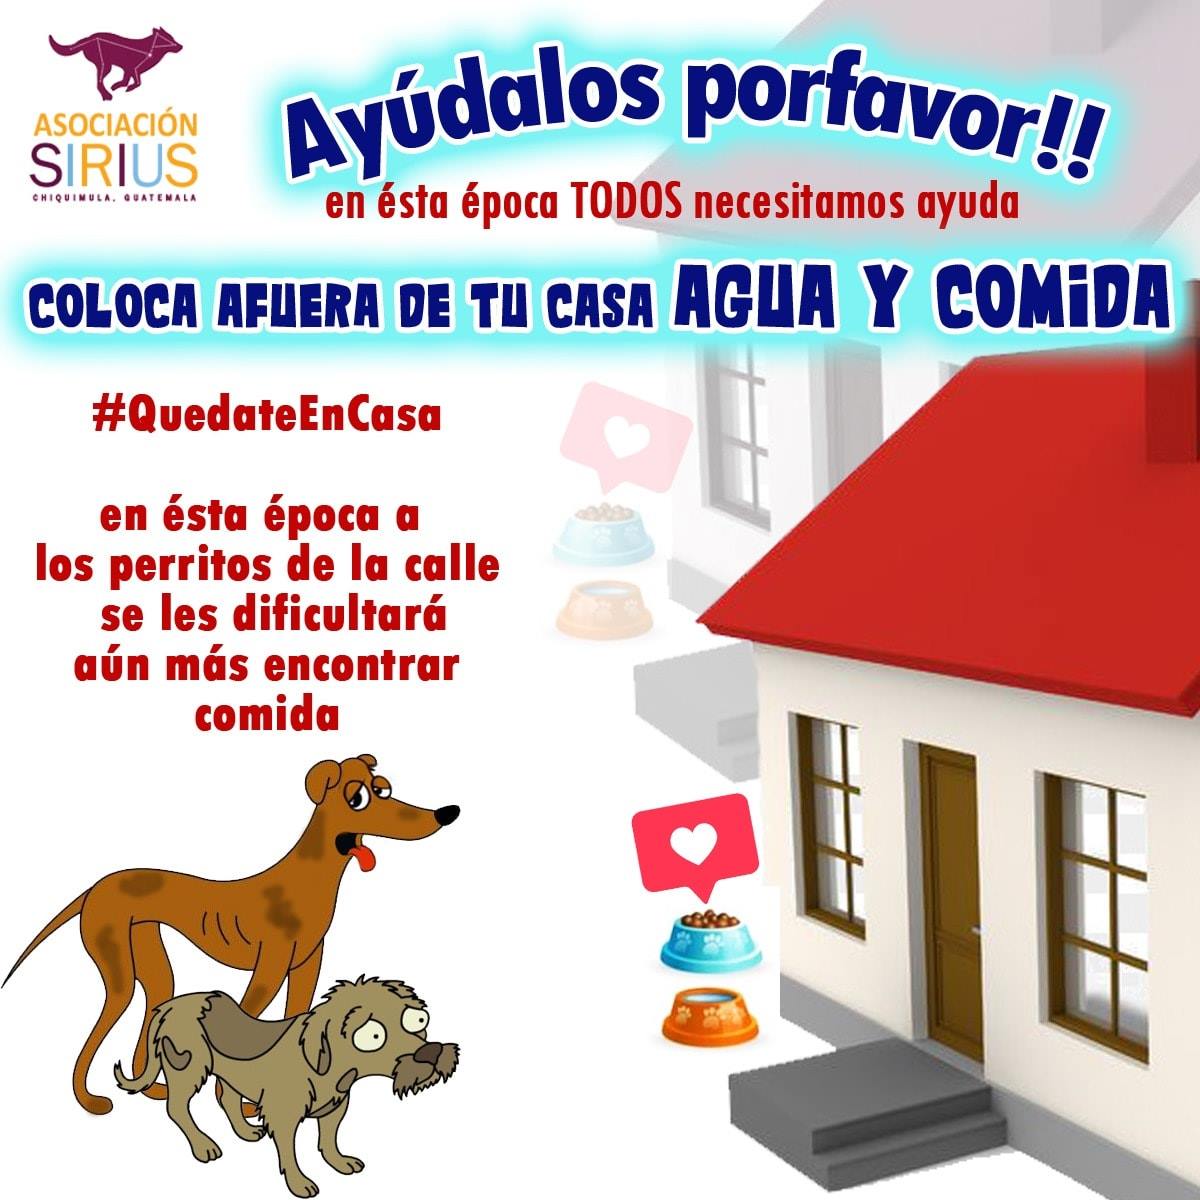 ASOCIACIÓN
SIRIUS
CHIQUIMULA, GUATEMALA
Ayúdalos porfavor!!
en ésta época TODOS necesitamos ayuda
COLOCA AFUERA DE TU CASA AGUA Y COMiDA
#QuedateEnCasa
en ésta época a
los perritos de la calle
se les dificultará
aún más encontrar
comida